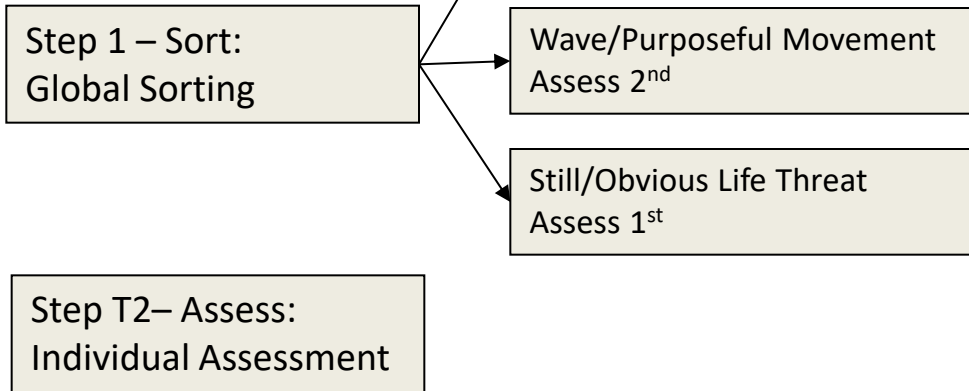 Step 1 – Sort:
Global Sorting
Wave/Purposeful Movement
Assess 2nd
Still/Obvious Life Threat
Assess 1st
Step T2– Assess:
Individual Assessment